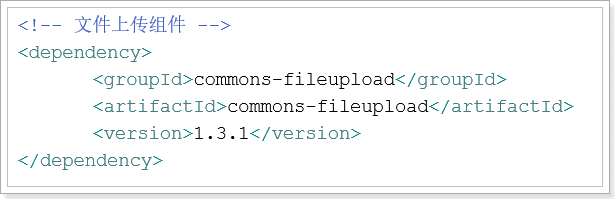 <!-- 文件上传组件 -->
<dependency>
<groupId>commons-fileupload</groupId>
<artifactId>commons-fileupload</artifactId>
<version>1.3.1</version>
</dependency>